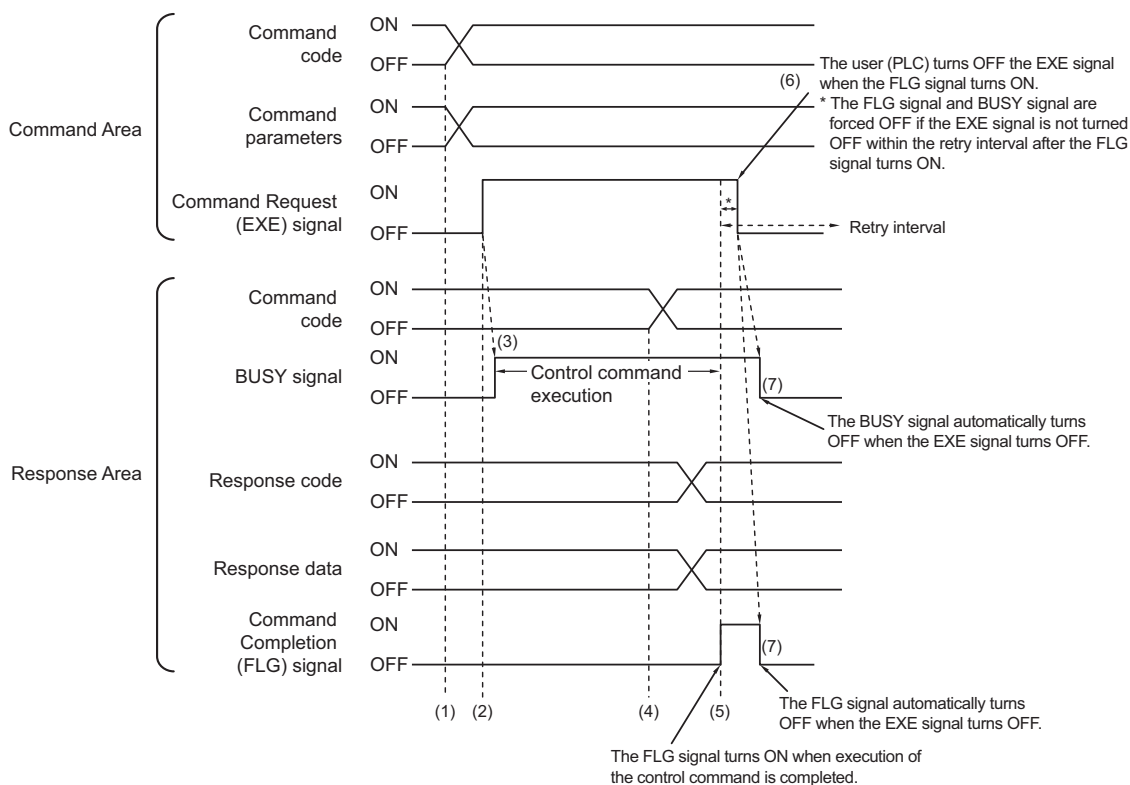 Command Area
Command
code
ON
OFF
Command
parameters
ON
OFF
Command Request
(EXE) signal
ON
OFF
(6)
The user (PLC) turns OFF the EXE signal
when the FLG signal turns ON.
* The FLG signal and BUSY signal are
forced OFF if the EXE signal is not turned
OFF within the retry interval after the FLG
signal turns ON.
*
Retry interval
Response Area
Command
code
ON
OFF
BUSY signal
ON
OFF
(3)
Control command
execution
(7)
The BUSY signal automatically turns
OFF when the EXE signal turns OFF.
Response code
ON
OFF
Response data
ON
OFF
Command
Completion
(FLG) signal
ON
OFF
(7)
The FLG signal automatically turns
OFF when the EXE signal turns OFF.
(1)
(2)
(4)
(5)
The FLG signal turns ON when execution of
the control command is completed.